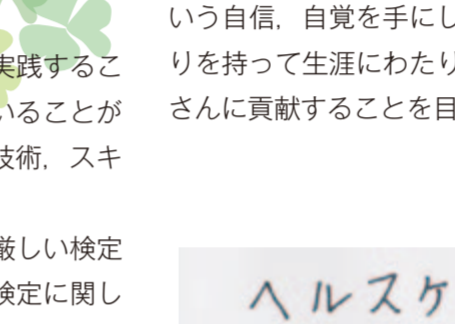 実践するこ
いることが
技術，スキ
厳しい検定
検定に関し
いう自信，自覚を手にし
りを持って生涯にわたり
さんに貢献することを目
ヘルスケ